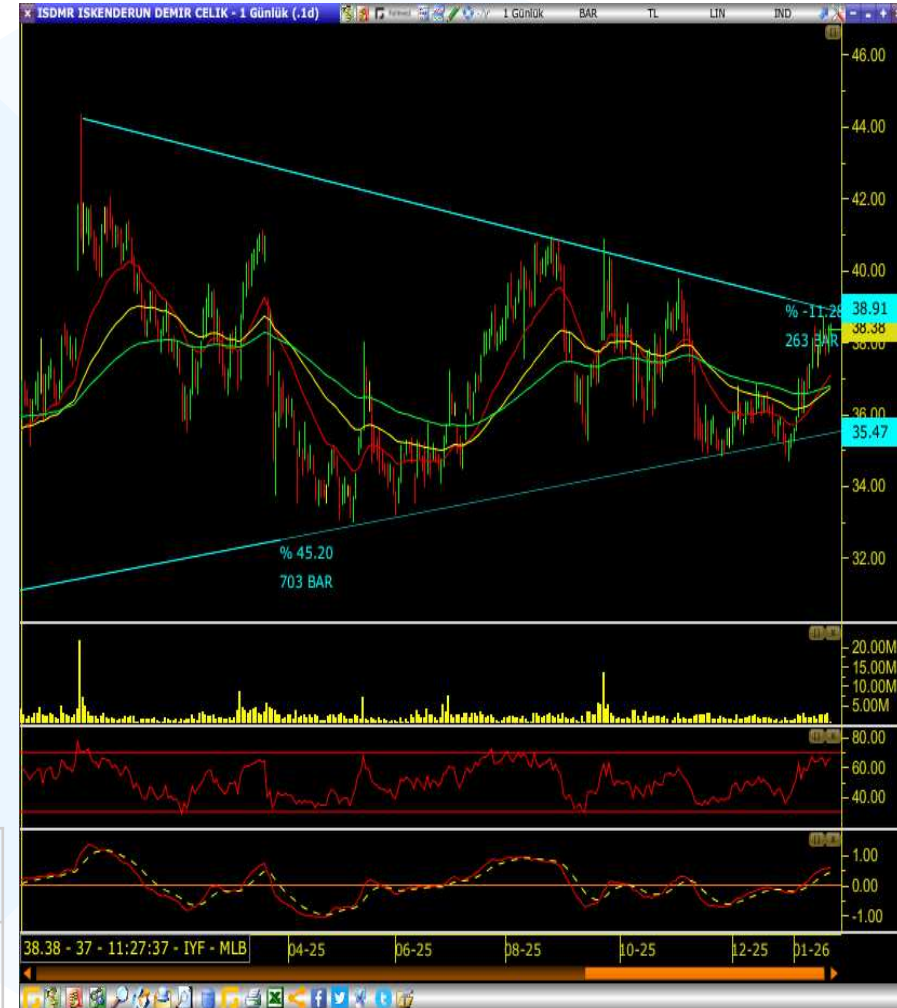 ISDMR ISKENDERUN DEMIR CELIK - 1 Günlük (.1d)
1 Günlük BAR TL LIN IND
46.00
44.00
42.00
40.00
% -11.28
38.91
38.38
263 BAR
38.00
36.00
35.47
34.00
% 45.20
32.00
703 BAR
20.00M
15.00M
10.00M
5.00M
80.00
60.00
40.00
1.00
0.00
-1.00
38.38 - 37 - 11:27:37 - IYF - MLB
04-25 06-25 08-25 10-25 12-25 01-26